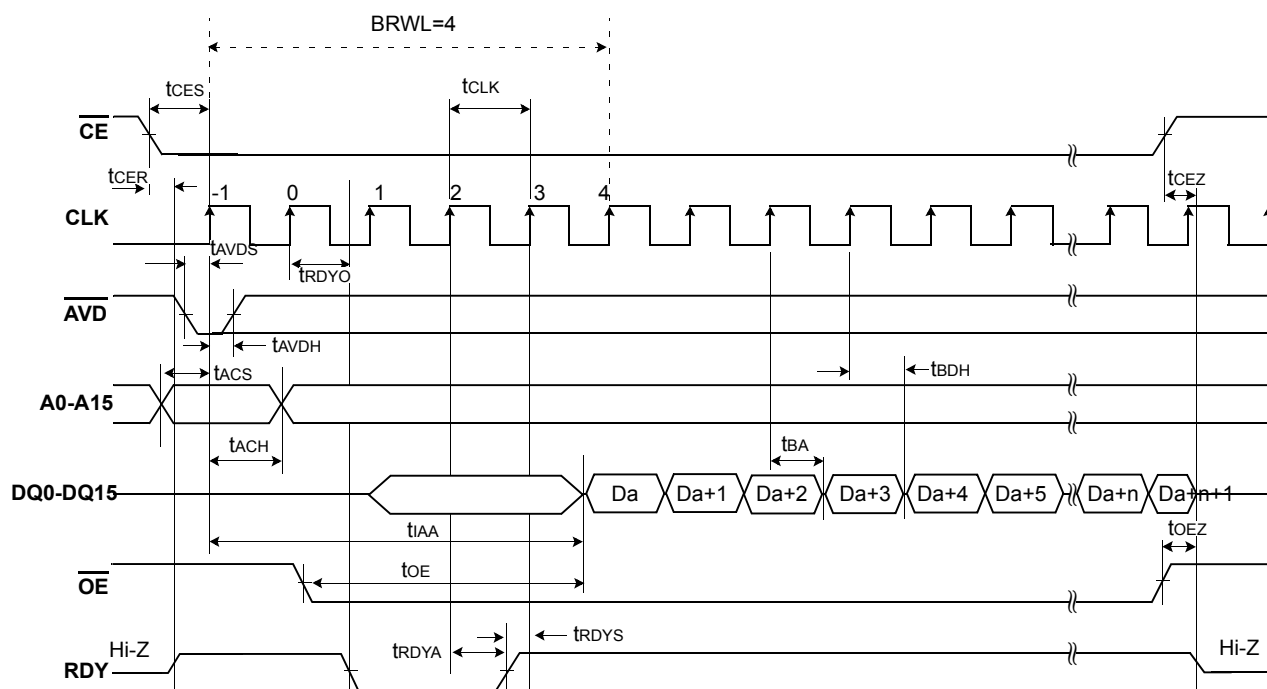 BRWL=4
tCES
tCLK
CE
tCER
tCEZ
-1 0 1 2 3 4
CLK
tAVDS
tRDYO
AVD
tAVDH
tACS
tBDH
A0-A15
tACH
tBA
DQ0-DQ15
Da Da+1 Da+2 Da+3 Da+4 Da+5 Da+n Da+n+1
tIAA
tOEZ
tOE
OE
tRDYS
tRDYA
Hi-Z
Hi-Z
RDY